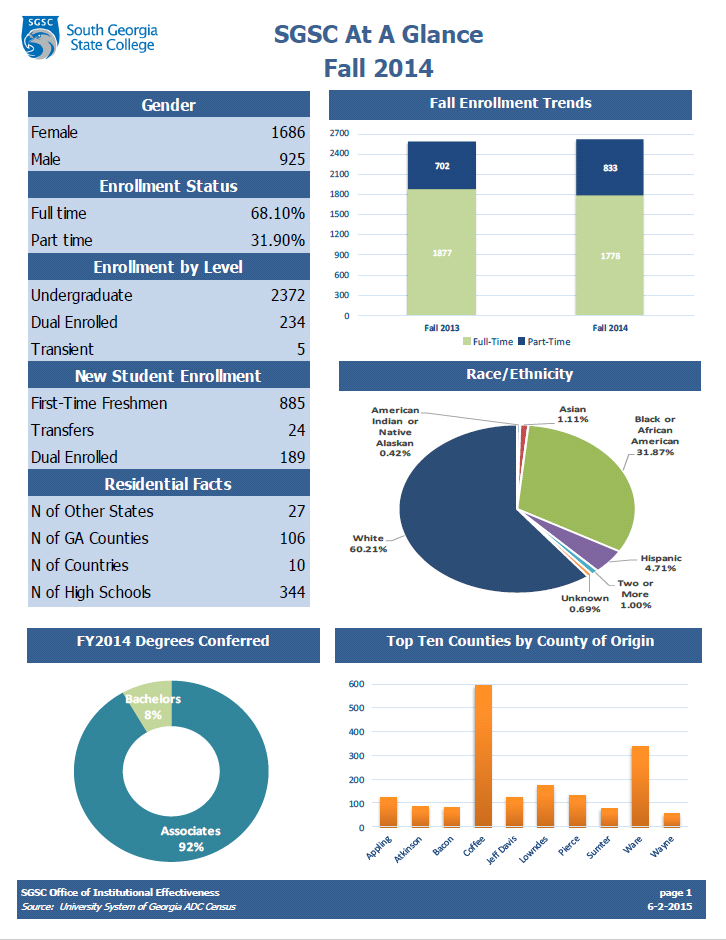 SGSC
South Georgia
State College
SGSC At A Glance
Fall 2014
Gender
Female 1686
Male 925
Enrollment Status
Full time 68.10%
Part time 31.90%
Enrollment by Level
Undergraduate 2372
Dual Enrolled 234
Transient 5
New Student Enrollment
First-Time Freshmen 885
Transfers 24
Dual Enrolled 189
Residential Facts
N of Other States 27
N of GA Counties 106
N of Countries 10
N of High Schools 344
Fall Enrollment Trends
2700
2400
2100
1800
1500
1200
900
600
300
0
702
833
1877
1778
Fall 2013
Fall 2014
Full-Time Part-Time
Race/Ethnicity
American
Indian or
Native
Alaskan
0.42%
Asian
1.11%
Black or
African
American
31.87%
White
60.21%
Hispanic
4.71%
Two or
More
1.00%
Unknown
0.69%
FY2014 Degrees Conferred
Bachelors
8%
Associates
92%
Top Ten Counties by County of Origin
600
500
400
300
200
100
0
Appling
Atkinson
Bacon
Coffee
Jeff Davis
Lowndes
Pierce
Sumter
Ware
Wayne
SGSC Office of Institutional Effectiveness
Source: University System of Georgia ADC Census
page 1
6-2-2015